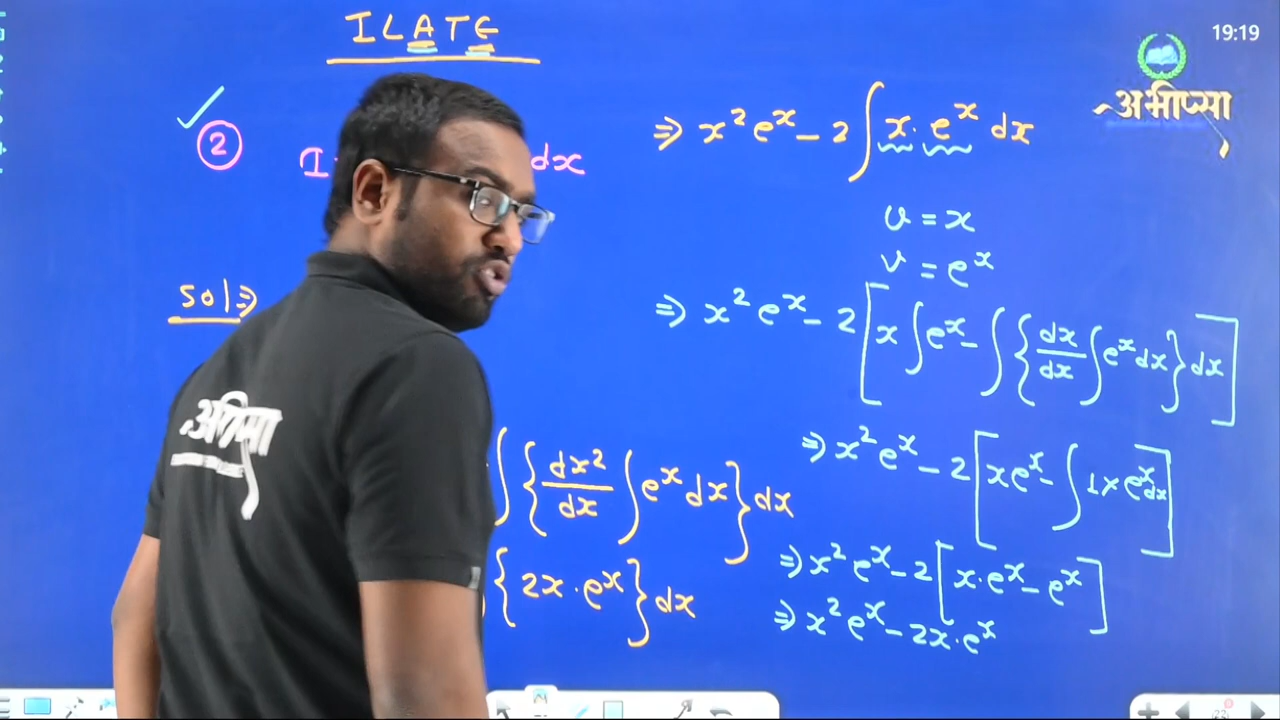 ILATE
19:19
अभीप्सा
② I dx
⇒ x²eˣ - 2∫x·eˣ dx
u = x
v = eˣ
Sol⇒
⇒ x²eˣ - 2[x∫eˣ - ∫{dx/dx ∫eˣdx}dx]
⇒ x²eˣ - 2[xeˣ - ∫1×eˣdx]
∫{dx²/dx ∫eˣdx}dx
{2x·eˣ}dx
⇒ x²eˣ - 2[x·eˣ - eˣ]
⇒ x²eˣ - 2x·eˣ
अभीप्सा